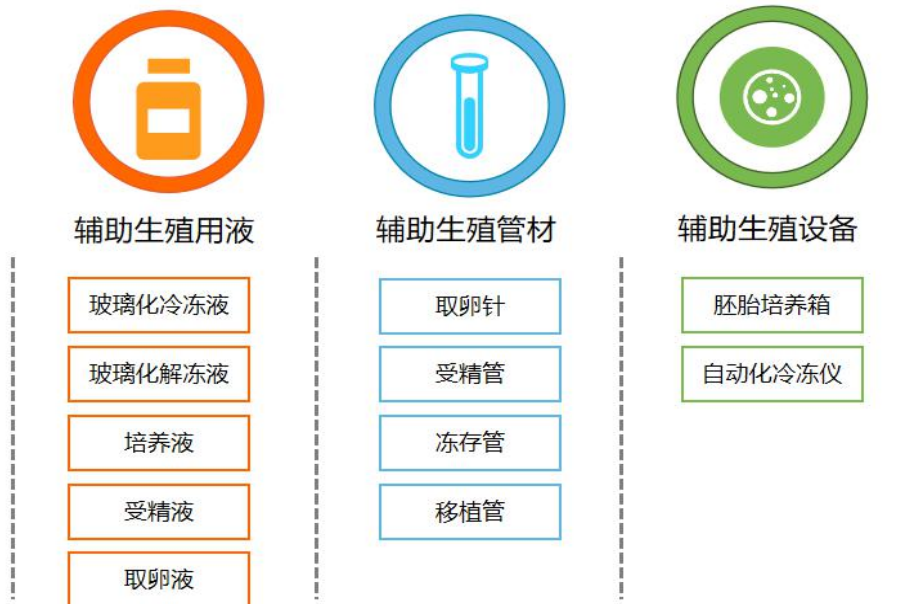 辅助生殖用液
玻璃化冷冻液
玻璃化解冻液
培养液
受精液
取卵液
辅助生殖管材
取卵针
受精管
冻存管
移植管
辅助生殖设备
胚胎培养箱
自动化冷冻仪